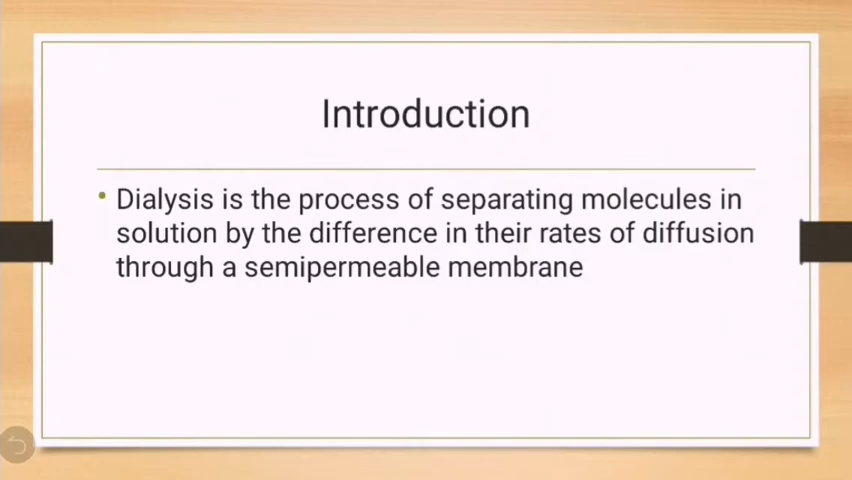 Introduction
• Dialysis is the process of separating molecules in
solution by the difference in their rates of diffusion
through a semipermeable membrane